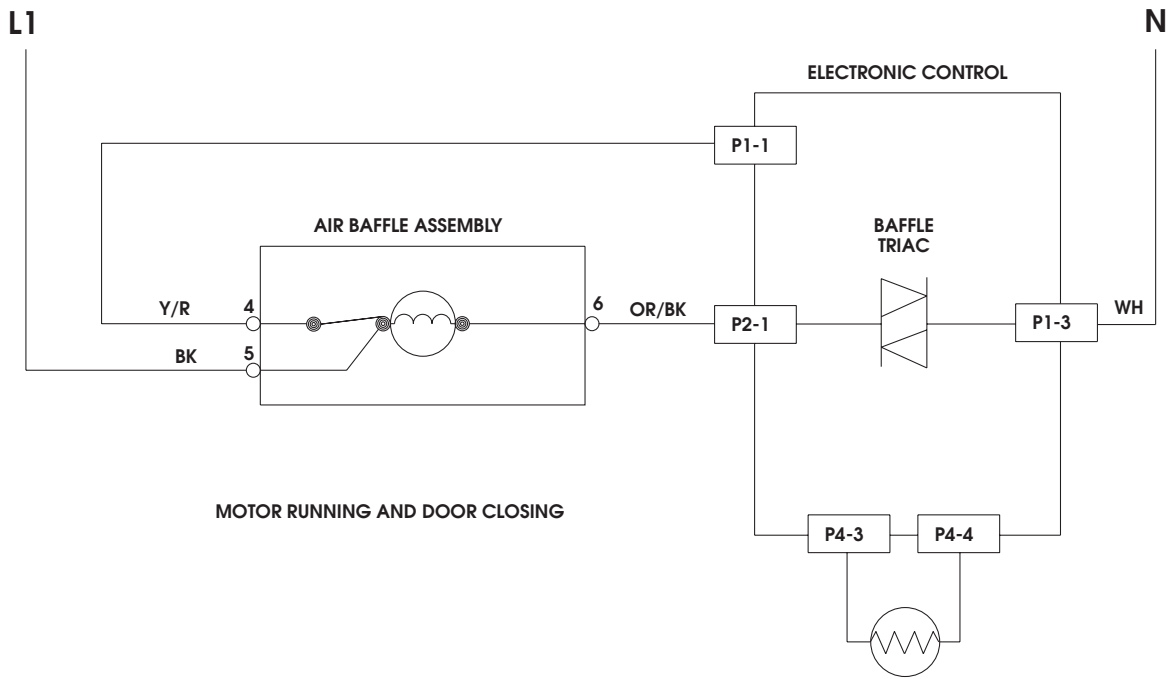 L1
N
ELECTRONIC CONTROL
P1-1
AIR BAFFLE ASSEMBLY
BAFFLE
TRIAC
Y/R
4
6
OR/BK
P2-1
P1-3
WH
BK
5
MOTOR RUNNING AND DOOR CLOSING
P4-3
P4-4